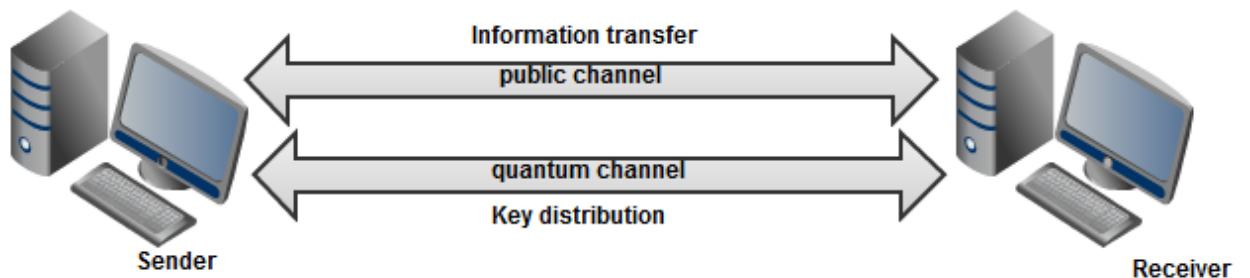 Information transfer
public channel
quantum channel
Key distribution
Sender
Receiver